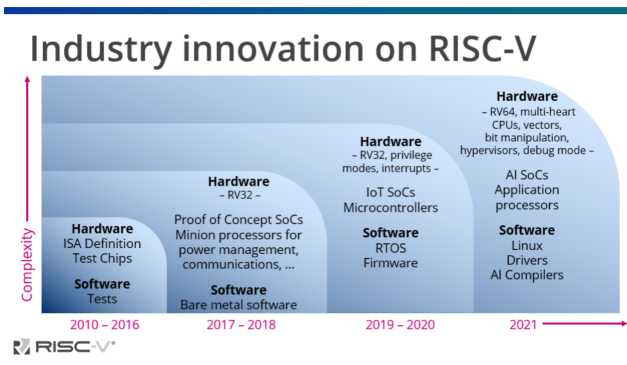 Industry innovation on RISC-V
Complexity
Hardware
ISA Definition
Test Chips
Software
Tests
2010 – 2016
Hardware
– RV32 –
Proof of Concept SoCs
Minion processors for
power management,
communications, ...
Software
Bare metal software
2017 – 2018
Hardware
– RV32, privilege
modes, interrupts –
IoT SoCs
Microcontrollers
Software
RTOS
Firmware
2019 – 2020
Hardware
– RV64, multi-heart
CPUs, vectors,
bit manipulation,
hypervisors, debug mode –
AI SoCs
Application
processors
Software
Linux
Drivers
AI Compilers
2021
RISC-V®